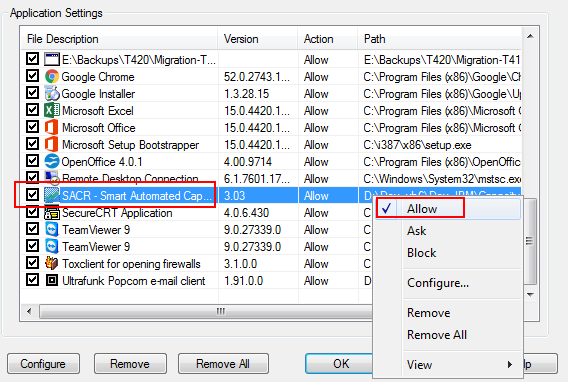 Application Settings
File Description Version Action Path
E:\Backups\T420\Migration-T... Allow E:\Backups\T420\Migration-T41
Google Chrome 52.0.2743.1... Allow C:\Program Files (x86)\Google\Ch
Google Installer 1.3.28.15 Allow C:\Program Files (x86)\Google\Up
Microsoft Excel 15.0.4420.1... Allow C:\Program Files (x86)\Microsoft
Microsoft Office 15.0.4420.1... Allow C:\Program Files (x86)\Microsoft
Microsoft Setup Bootstrapper 15.0.4420.1... Allow C:\i387\x86\setup.exe
OpenOffice 4.0.1 4.00.9714 Allow C:\Program Files (x86)\OpenOffi
Remote Desktop Connection 6.1.7601.17... Allow C:\Windows\System32\mstsc.ex
SACR - Smart Automated Cap... 3.03 Allow
SecureCRT Application 4.0.6.430 Allow
TeamViewer 9 9.0.27339.0 Allow
TeamViewer 9 9.0.27339.0 Allow
Toxclient for opening firewalls 3.1.0.0 Allow
Ultrafunk Popcom e-mail client 1.91.0.0 Allow
Allow
Ask
Block
Configure...
Remove
Remove All
View
Configure Remove Remove All OK